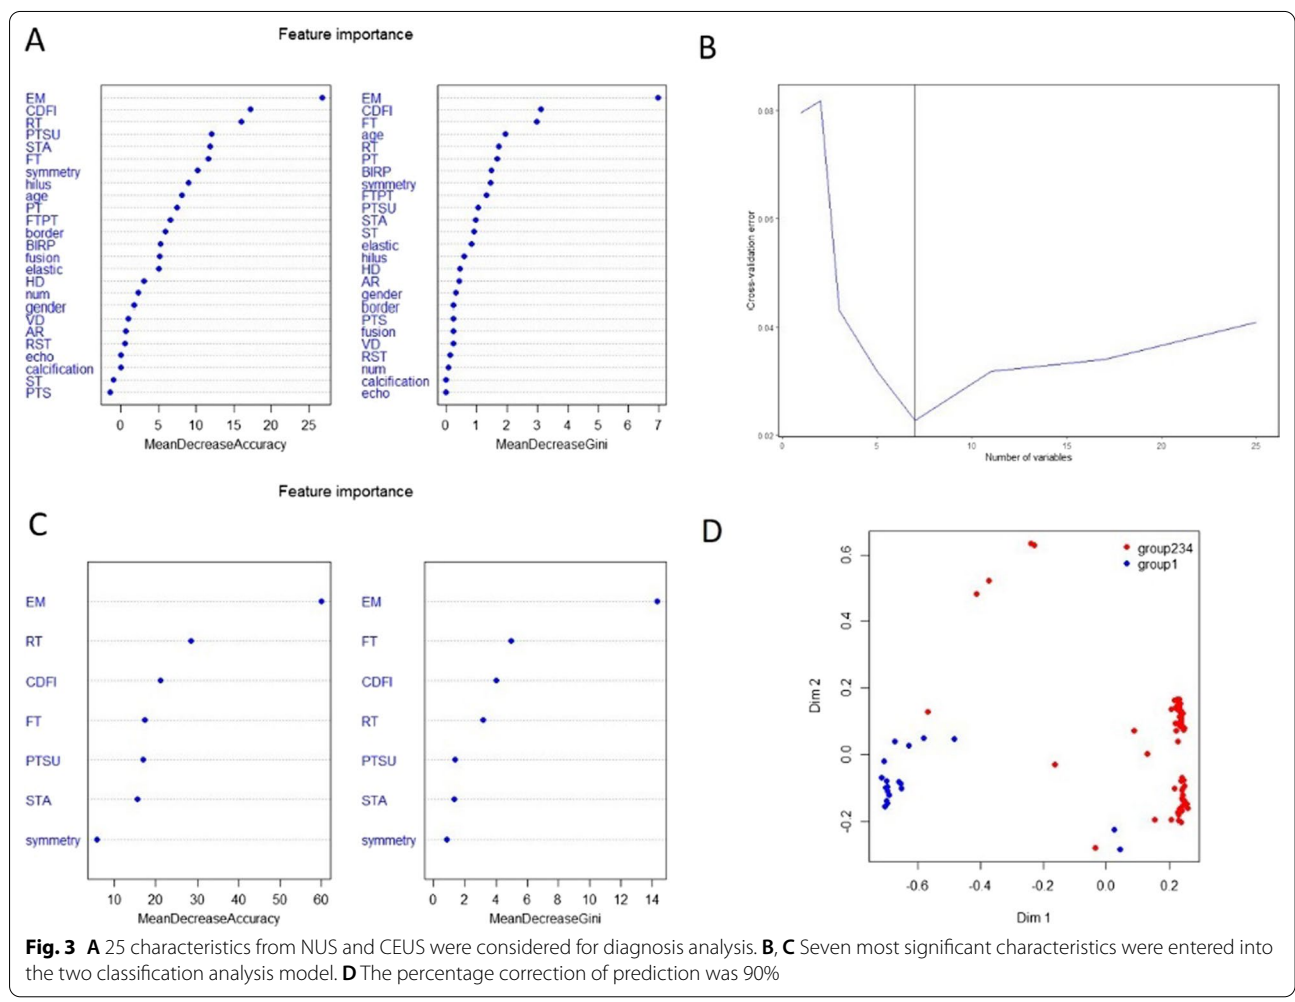 A
Feature importance
EM
CDFI
RT
PTSU
STA
FT
symmetry
hilus
age
PT
FTPT
border
BIRP
fusion
elastic
HD
num
gender
VD
AR
RST
echo
calcification
ST
PTS
0 5 10 15 20 25
MeanDecreaseAccuracy
EM
CDFI
FT
age
RT
PT
BIRP
symmetry
FTPT
PTSU
STA
ST
elastic
hilus
HD
AR
gender
border
PTS
fusion
VD
RST
num
calcification
echo
0 1 2 3 4 5 6 7
MeanDecreaseGini
B
Cross-validation error
0.08
0.06
0.04
0.02
0 5 10 15 20 25
Number of variables
C
Feature importance
EM
RT
CDFI
FT
PTSU
STA
symmetry
10 20 30 40 50 60
MeanDecreaseAccuracy
EM
FT
CDFI
RT
PTSU
STA
symmetry
0 2 4 6 8 10 12 14
MeanDecreaseGini
D
group234
group1
Dim 2
0.6
0.4
0.2
0.0
-0.2
-0.6 -0.4 -0.2 0.0 0.2
Dim 1
Fig. 3 A 25 characteristics from NUS and CEUS were considered for diagnosis analysis. B, C Seven most significant characteristics were entered into
the two classification analysis model. D The percentage correction of prediction was 90%